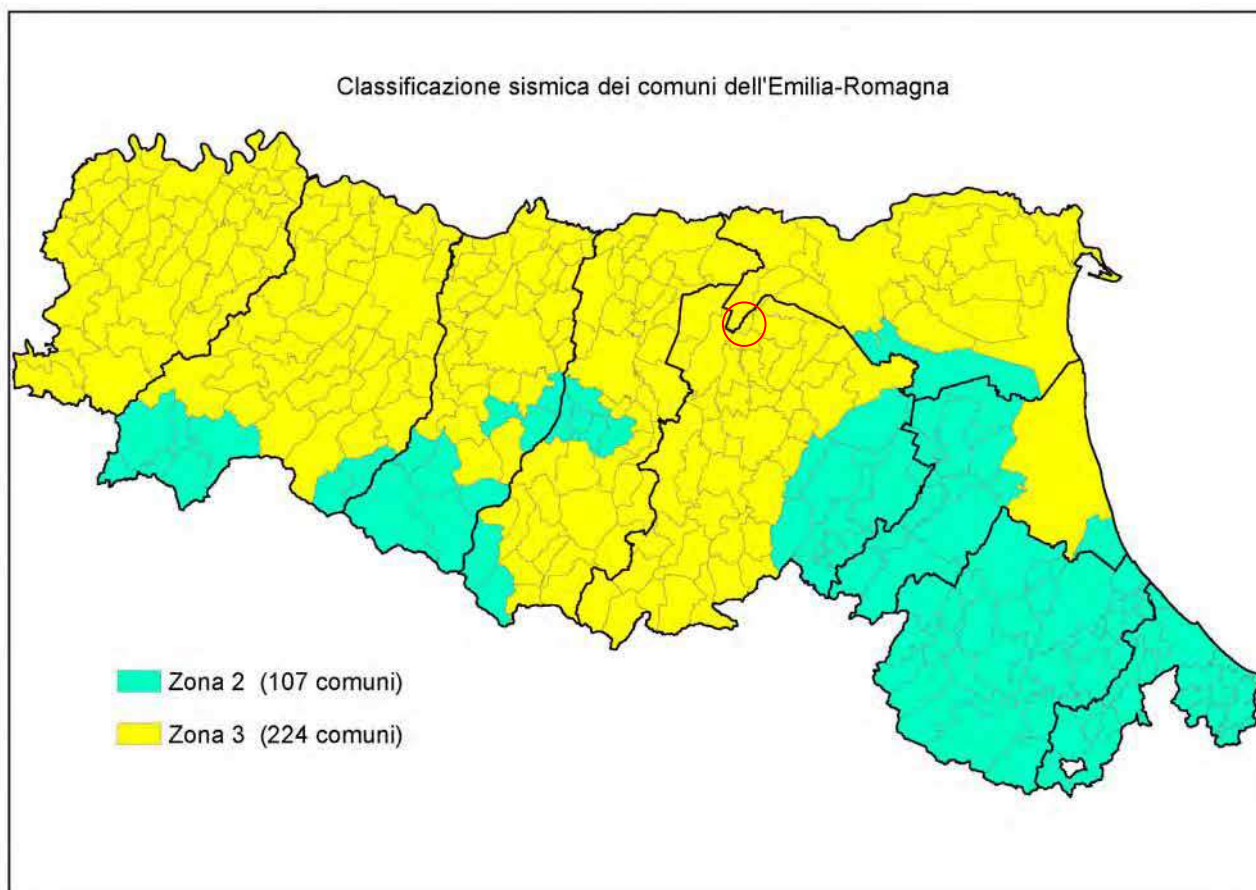 Classificazione sismica dei comuni dell'Emilia-Romagna
Zona 2 (107 comuni)
Zona 3 (224 comuni)